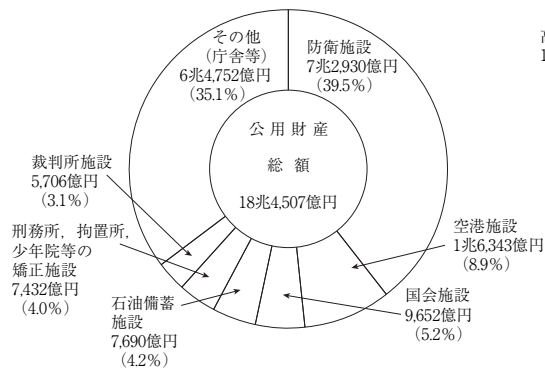 その他
(庁舎等)
6兆4,752億円
(35.1%)
防衛施設
7兆2,930億円
(39.5%)
公用財産
総額
18兆4,507億円
裁判所施設
5,706億円
(3.1%)
刑務所，拘置所，
少年院等の
矯正施設
7,432億円
(4.0%)
石油備蓄
施設
7,690億円
(4.2%)
国会施設
9,652億円
(5.2%)
空港施設
1兆6,343億円
(8.9%)